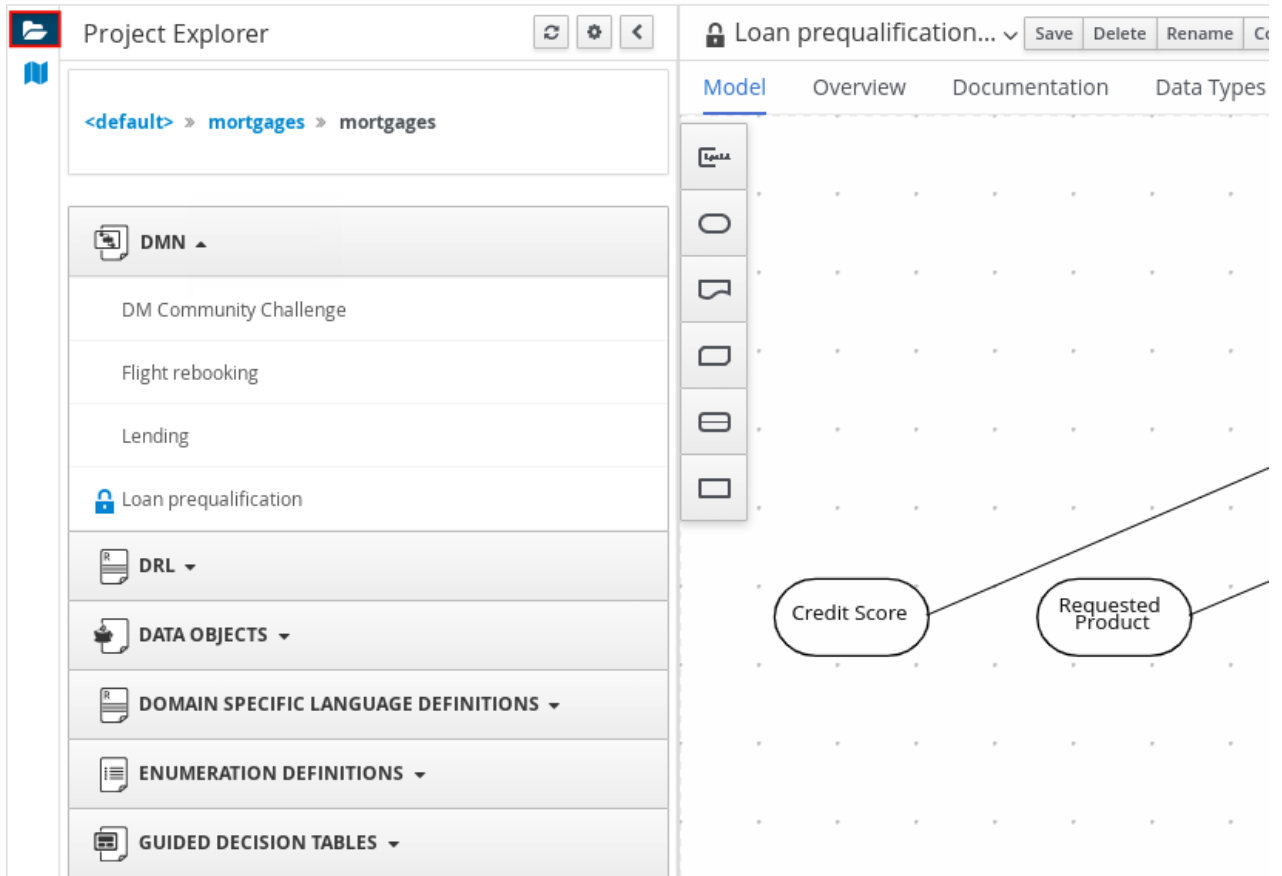 Project Explorer
<default> » mortgages » mortgages
DMN
DM Community Challenge
Flight rebooking
Lending
Loan prequalification
DRL
DATA OBJECTS
DOMAIN SPECIFIC LANGUAGE DEFINITIONS
ENUMERATION DEFINITIONS
GUIDED DECISION TABLES
Loan prequalification... Save Delete Rename Co
Model Overview Documentation Data Types
Credit Score
Requested
Product